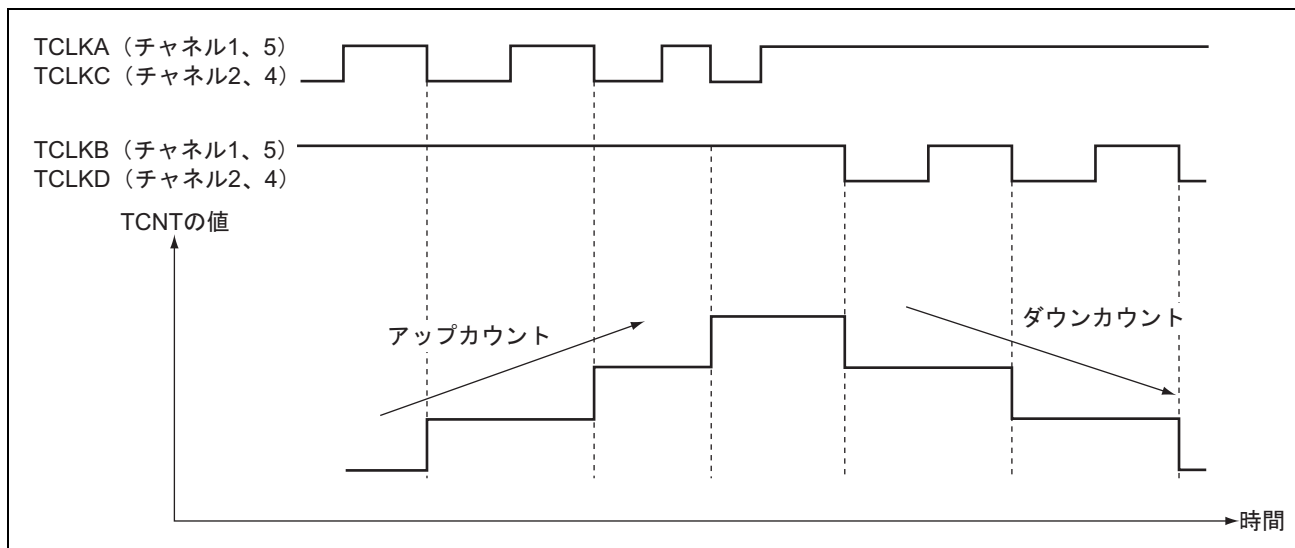 TCLKA（チャネル1、5）
TCLKC（チャネル2、4）
TCLKB（チャネル1、5）
TCLKD（チャネル2、4）
TCNTの値
アップカウント
ダウンカウント
時間